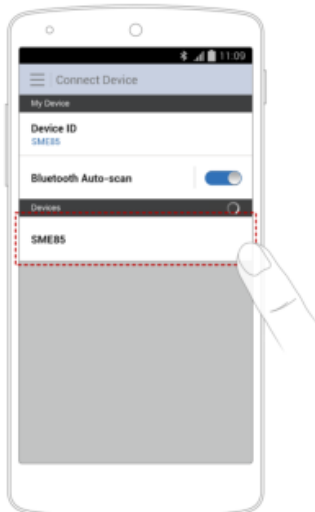 11:09
Connect Device
My Device
Device ID
SME85
Bluetooth Auto-scan
Devices
SME85